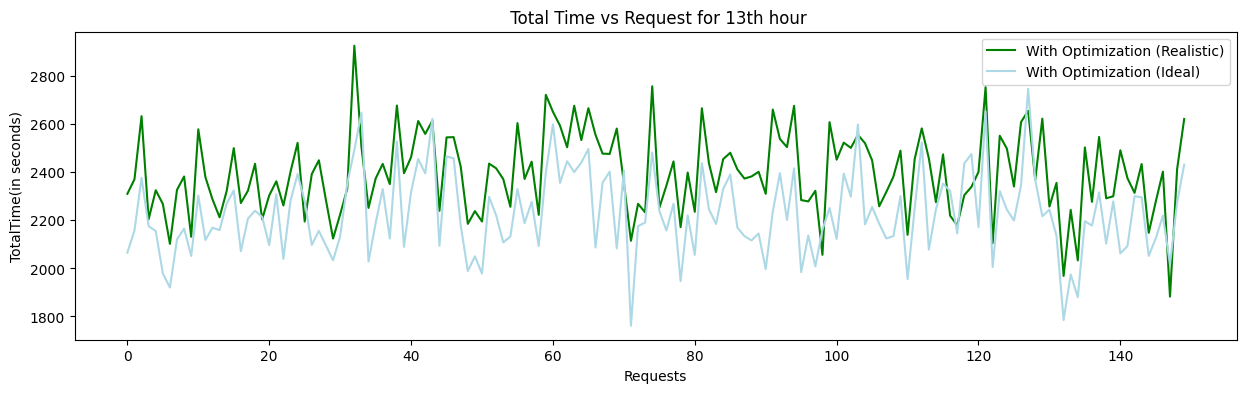 Total Time vs Request for 13th hour
With Optimization (Realistic)
With Optimization (Ideal)
TotalTime(in seconds)
2800
2600
2400
2200
2000
1800
0 20 40 60 80 100 120 140
Requests